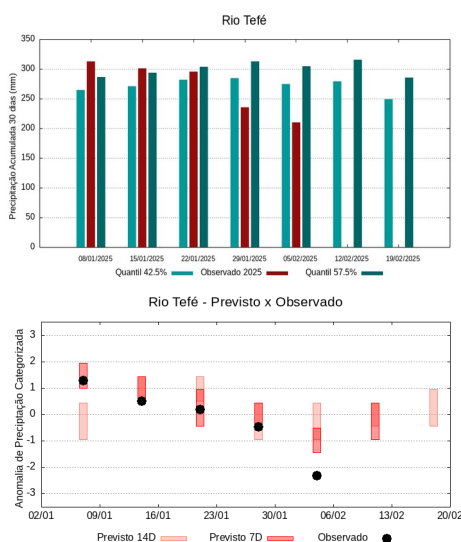 Rio Tefé
Precipitação Acumulada 30 dias (mm)
350
300
250
200
150
100
50
0
08/01/2025 15/01/2025 22/01/2025 29/01/2025 05/02/2025 12/02/2025 19/02/2025
Quantil 42.5% Observado 2025 Quantil 57.5%
Rio Tefé - Previsto x Observado
Anomalia de Precipitação Categorizada
3
2
1
0
-1
-2
-3
02/01 09/01 16/01 23/01 30/01 06/02 13/02 20/02
Previsto 14D Previsto 7D Observado